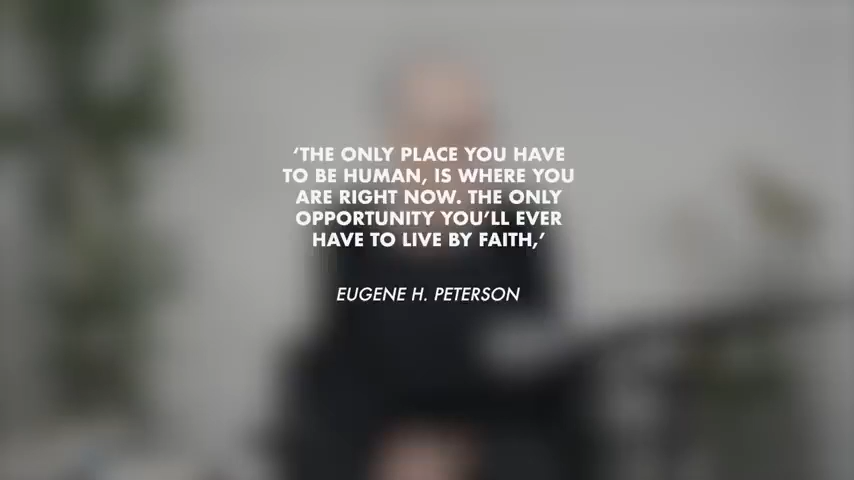 ‘THE ONLY PLACE YOU HAVE
TO BE HUMAN, IS WHERE YOU
ARE RIGHT NOW. THE ONLY
OPPORTUNITY YOU’LL EVER
HAVE TO LIVE BY FAITH,’
EUGENE H. PETERSON